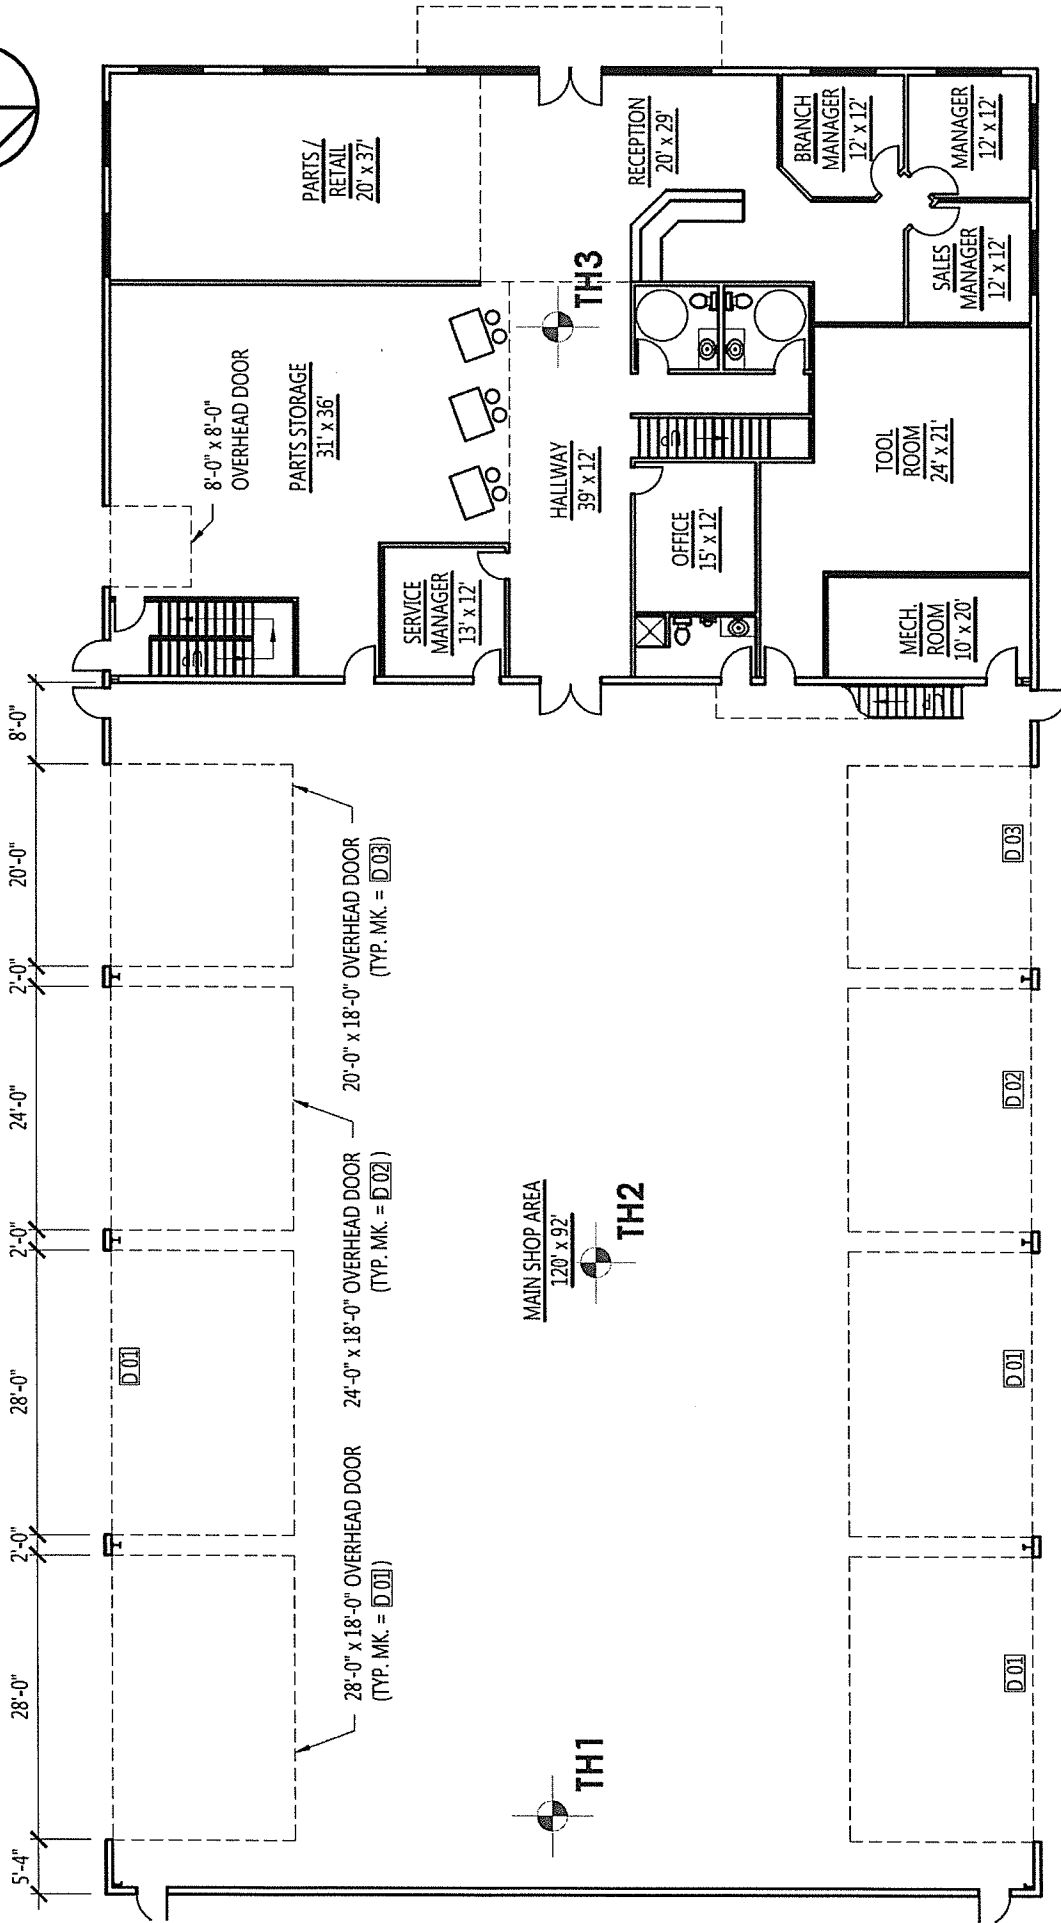 5'-4"
28'-0"
2'-0"
28'-0"
2'-0"
24'-0"
2'-0"
20'-0"
8'-0"
8'-0" x 8'-0"
OVERHEAD DOOR
PARTS /
RETAIL
20' x 37'
PARTS STORAGE
31' x 36'
D 01
28'-0" x 18'-0" OVERHEAD DOOR
(TYP. MK. = D 01)
24'-0" x 18'-0" OVERHEAD DOOR
(TYP. MK. = D 02)
20'-0" x 18'-0" OVERHEAD DOOR
(TYP. MK. = D 03)
UP
SERVICE
MANAGER
13' x 12'
MAIN SHOP AREA
120' x 92'
HALLWAY
39' x 12'
TH1
TH2
TH3
RECEPTION
20' x 29'
UP
OFFICE
15' x 12'
BRANCH
MANAGER
12' x 12'
TOOL
ROOM
24' x 21'
MECH.
ROOM
10' x 20'
UP
SALES
MANAGER
12' x 12'
MANAGER
12' x 12'
D 01
D 01
D 02
D 03